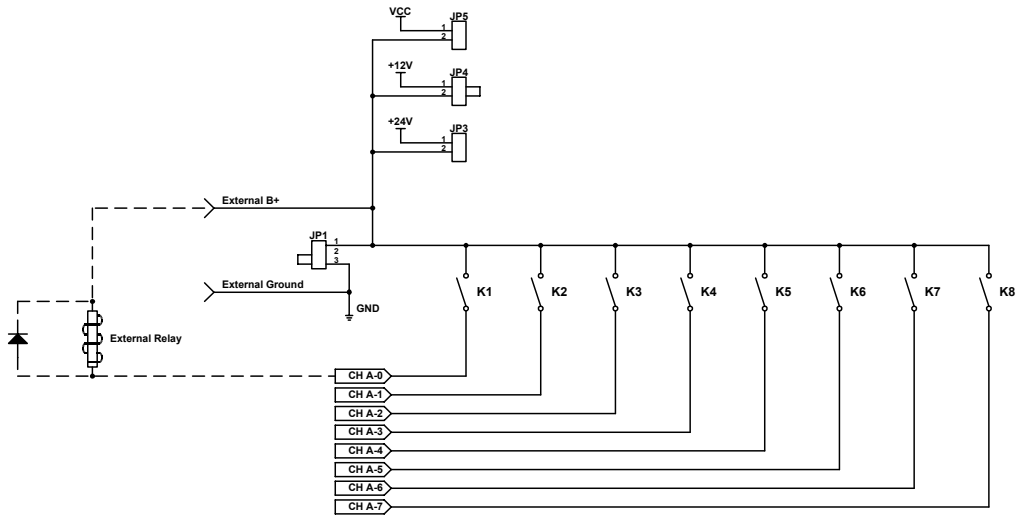 VCC
JP5
1
2
+12V
JP4
1
2
+24V
JP3
1
2
External B+
JP1
1
2
3
External Ground
GND
K1
K2
K3
K4
K5
K6
K7
K8
External Relay
CH A-0
CH A-1
CH A-2
CH A-3
CH A-4
CH A-5
CH A-6
CH A-7